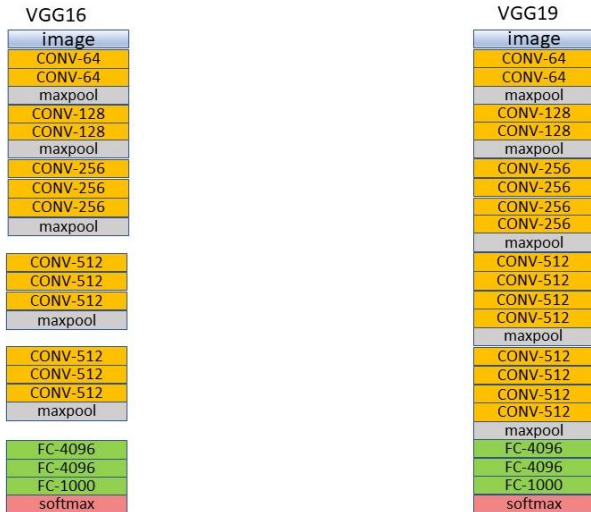 VGG16
image
CONV-64
CONV-64
maxpool
CONV-128
CONV-128
maxpool
CONV-256
CONV-256
CONV-256
maxpool
CONV-512
CONV-512
CONV-512
maxpool
CONV-512
CONV-512
CONV-512
maxpool
FC-4096
FC-4096
FC-1000
softmax
VGG19
image
CONV-64
CONV-64
maxpool
CONV-128
CONV-128
maxpool
CONV-256
CONV-256
CONV-256
CONV-256
maxpool
CONV-512
CONV-512
CONV-512
CONV-512
maxpool
CONV-512
CONV-512
CONV-512
CONV-512
maxpool
FC-4096
FC-4096
FC-1000
softmax